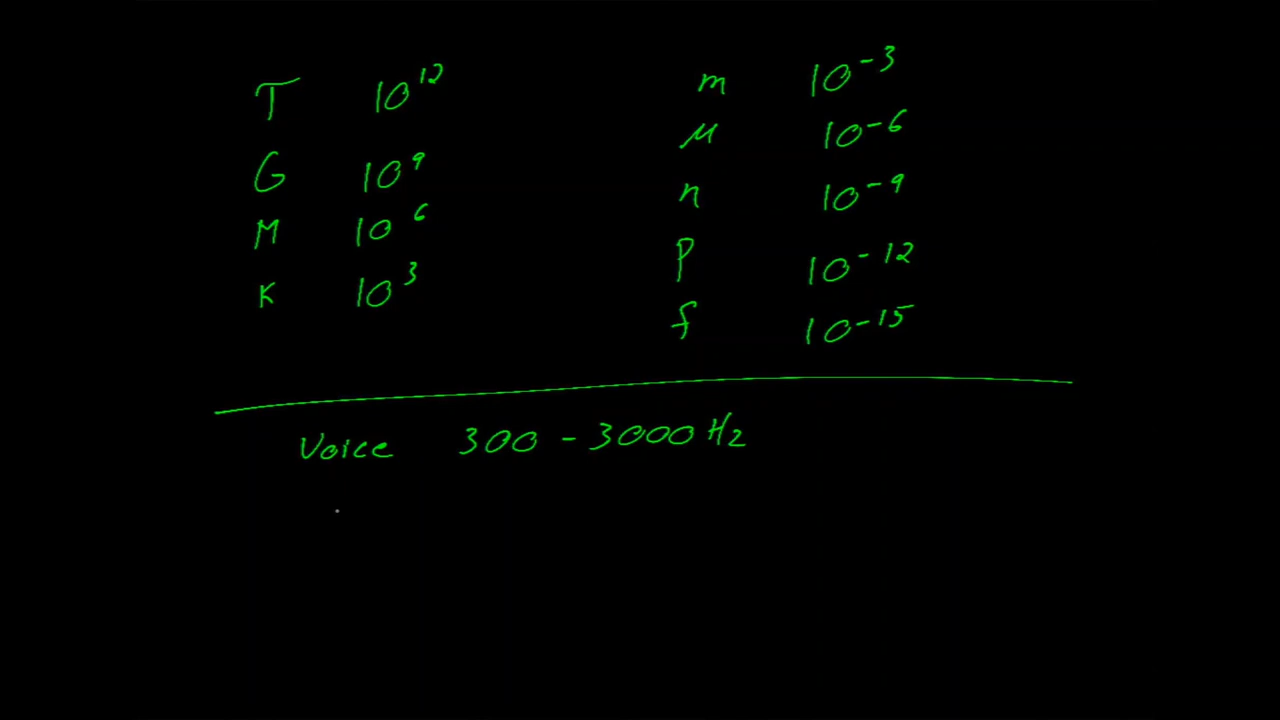 T 10^12 m 10^-3
G 10^9 μ 10^-6
M 10^6 n 10^-9
K 10^3 p 10^-12
f 10^-15
Voice 300 - 3000 Hz